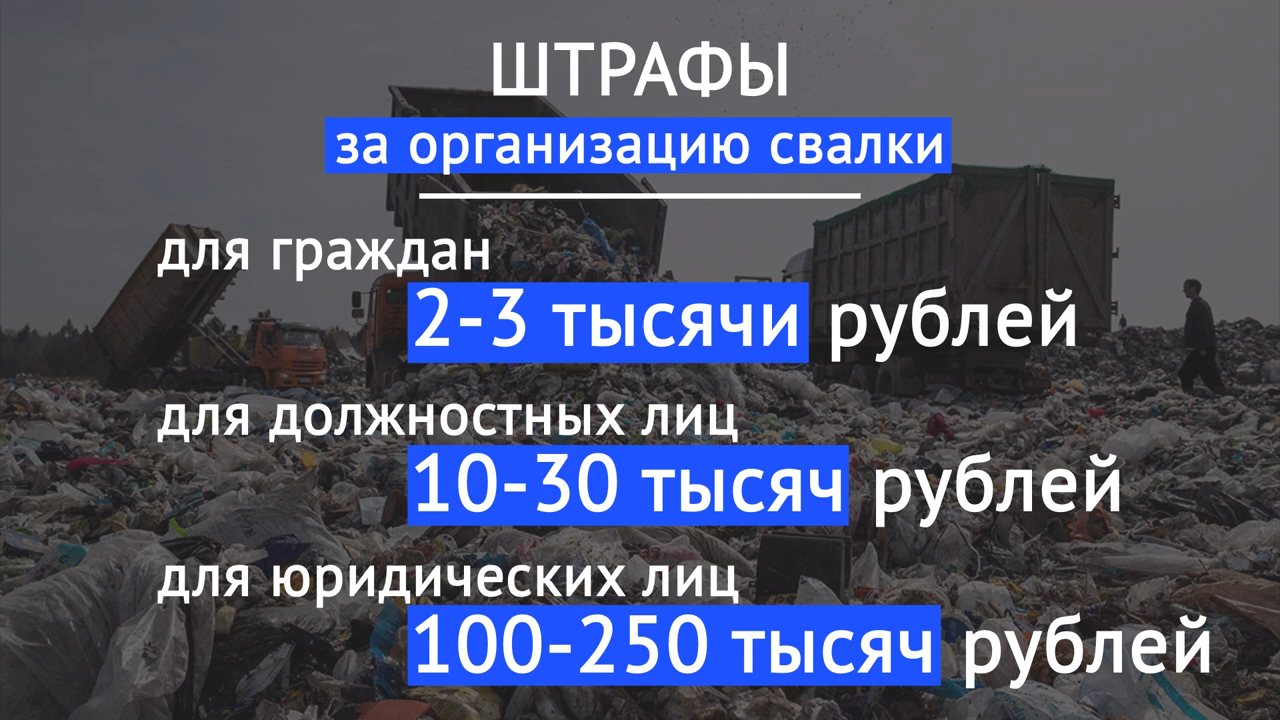 ШТРАФЫ
за организацию свалки
для граждан
2-3 тысячи рублей
для должностных лиц
10-30 тысяч рублей
для юридических лиц
100-250 тысяч рублей